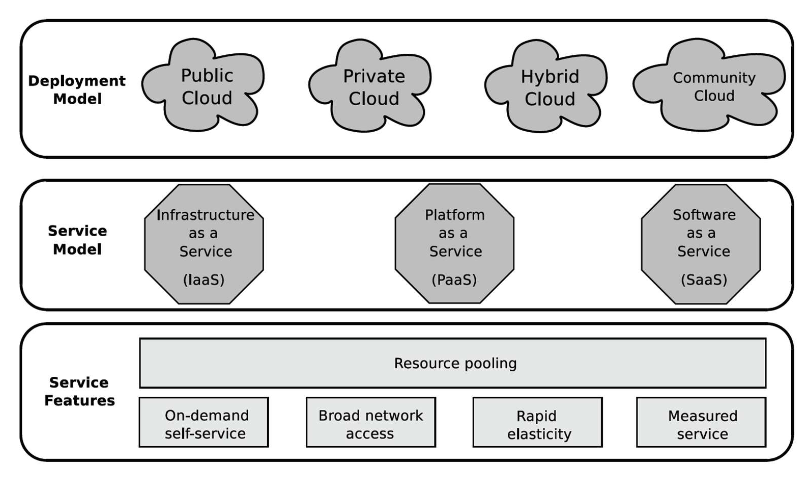 Deployment
Model
Public
Cloud
Private
Cloud
Hybrid
Cloud
Community
Cloud
Service
Model
Infrastructure
as a
Service
(IaaS)
Platform
as a
Service
(PaaS)
Software
as a
Service
(SaaS)
Service
Features
Resource pooling
On-demand
self-service
Broad network
access
Rapid
elasticity
Measured
service